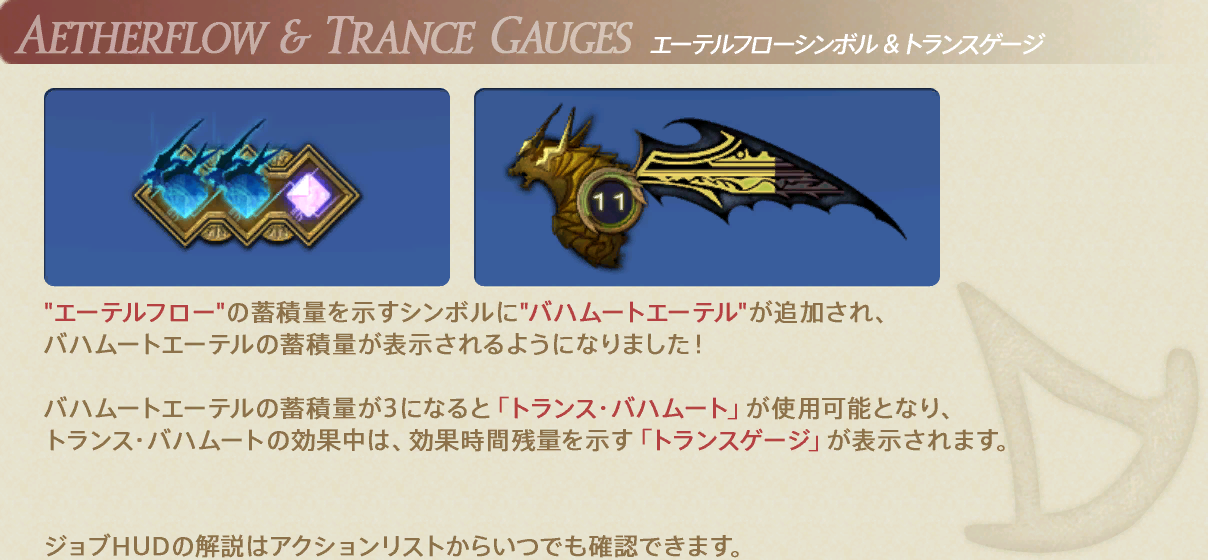 AETHERFLOW & TRANCE GAUGES エーテルフローシンボル & トランスゲージ
11
"エーテルフロー"の蓄積量を示すシンボルに"バハムートエーテル"が追加され、
バハムートエーテルの蓄積量が表示されるようになりました！
バハムートエーテルの蓄積量が3になると「トランス・バハムート」が使用可能となり、
トランス・バハムートの効果中は、効果時間残量を示す「トランスゲージ」が表示されます。
ジョブHUDの解説はアクションリストからいつでも確認できます。